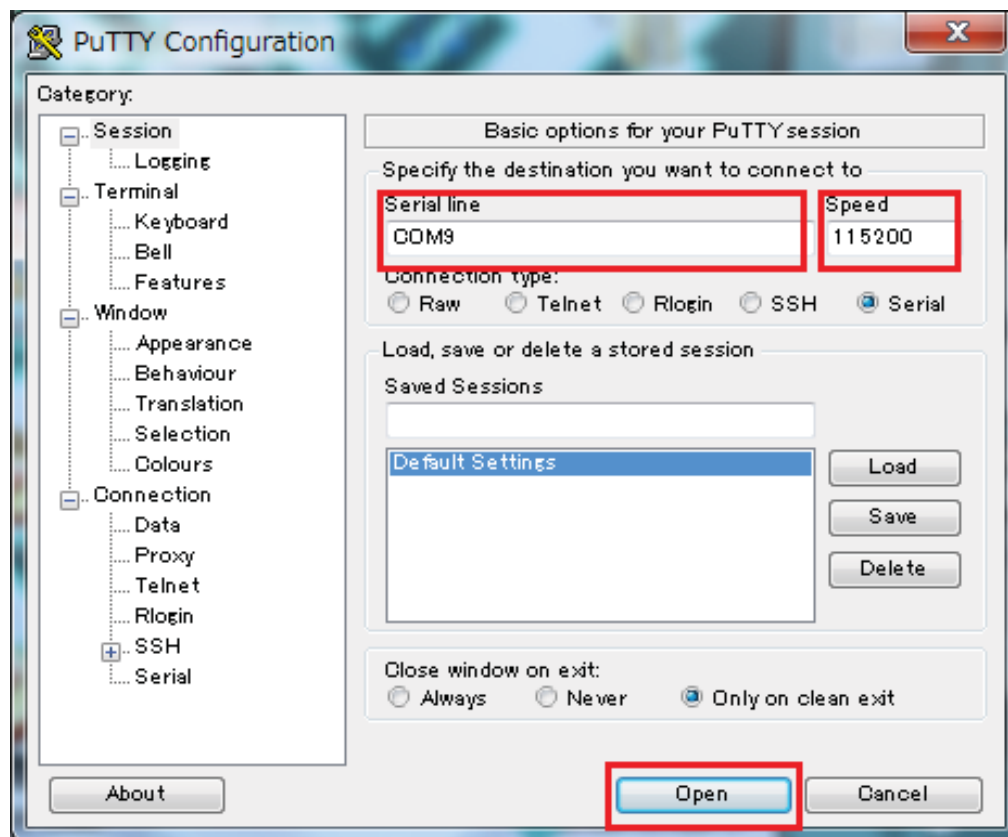 PuTTY Configuration
x
Category:
Session
Logging
Terminal
Keyboard
Bell
Features
Window
Appearance
Behaviour
Translation
Selection
Colours
Connection
Data
Proxy
Telnet
Rlogin
SSH
Serial
Basic options for your PuTTY session
Specify the destination you want to connect to
Serial line Speed
COM9 115200
Connection type:
Raw Telnet Rlogin SSH Serial
Load, save or delete a stored session
Saved Sessions
Default Settings
Load
Save
Delete
Close window on exit:
Always Never Only on clean exit
About Open Cancel